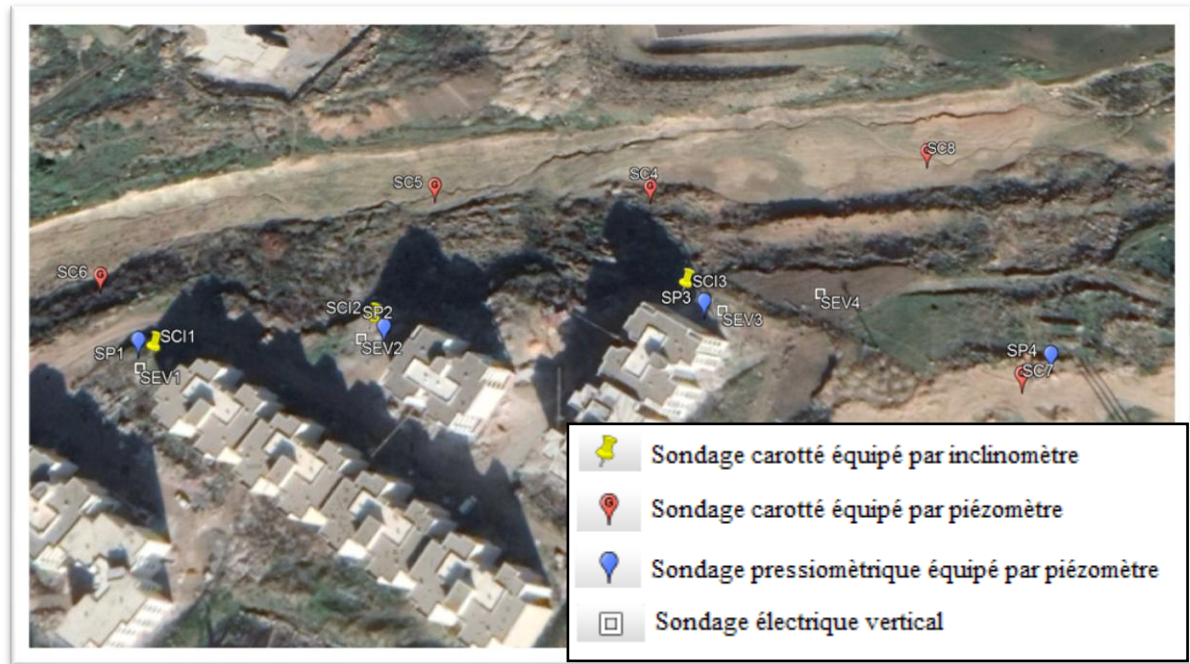 SC8
SC4
SC5
SC6
SCI3
SP3
SEV4
SEV3
SCI2
SP2
SCI1
SEV2
SP1
SP4
SC7
SEV1
Sondage carotté équipé par inclinomètre
G Sondage carotté équipé par piézomètre
Sondage pressiomètrique équipé par piézomètre
Sondage électrique vertical